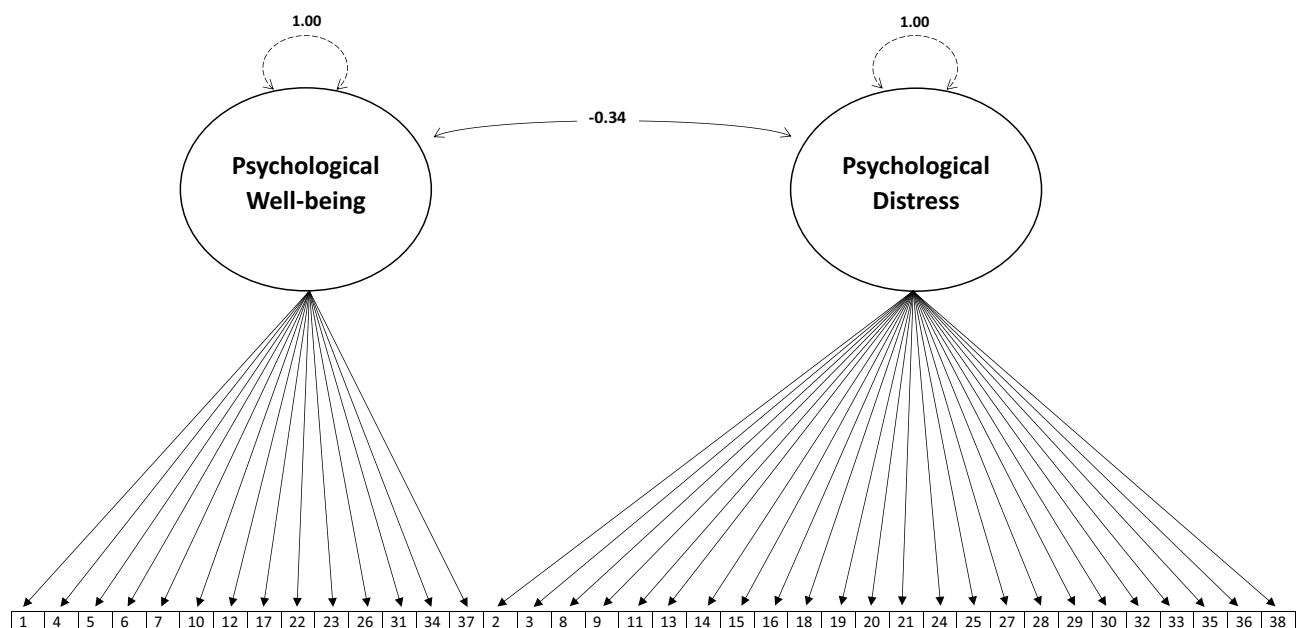 1.00
1.00
-0.34
Psychological
Well-being
Psychological
Distress
1 4 5 6 7 10 12 17 22 23 26 31 34 37 2 3 8 9 11 13 14 15 16 18 19 20 21 24 25 27 28 29 30 32 33 35 36 38